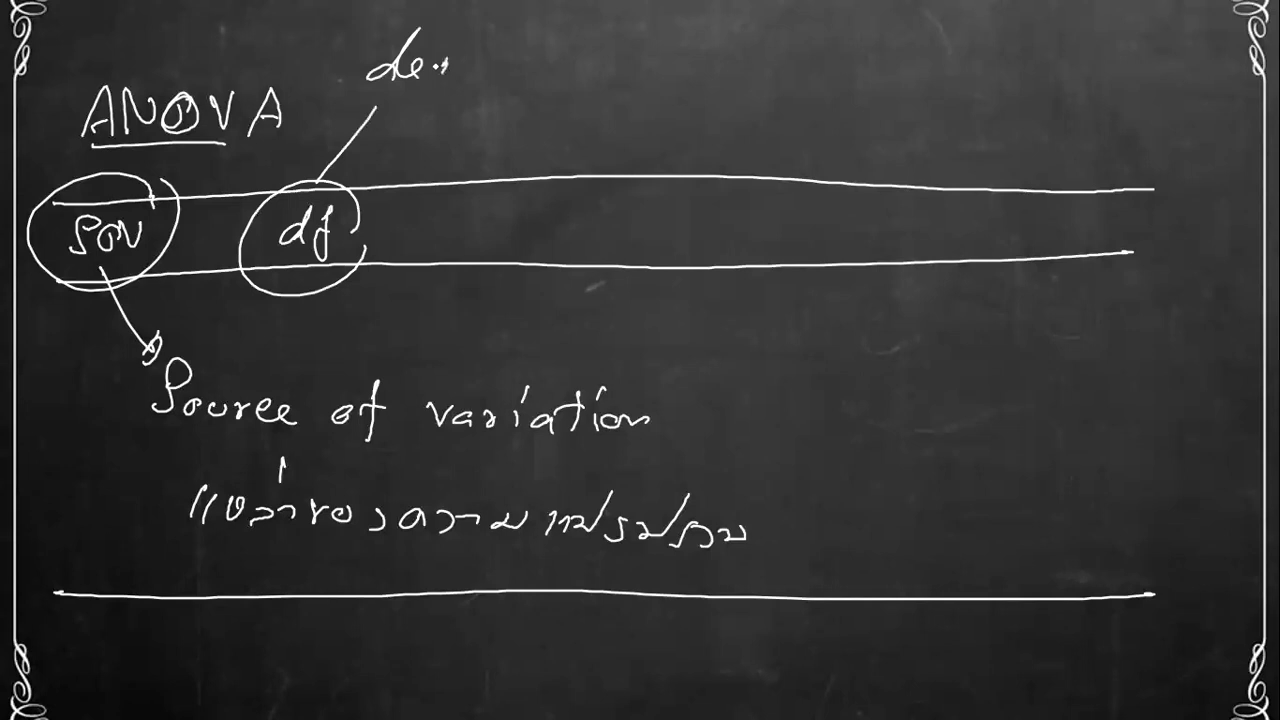 de..
ANOVA
SOV df
Source of variation
แหล่งของความแปรปรวน